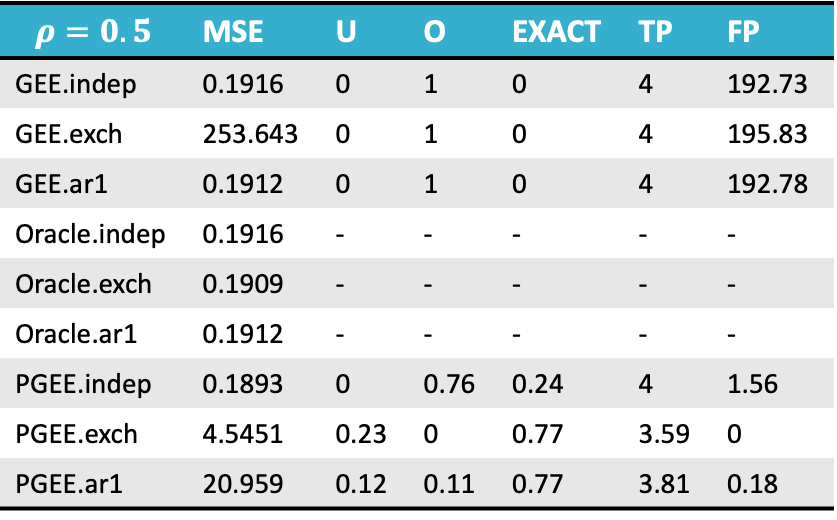 ρ = 0.5 MSE U O EXACT TP FP
GEE.indep 0.1916 0 1 0 4 192.73
GEE.exch 253.643 0 1 0 4 195.83
GEE.ar1 0.1912 0 1 0 4 192.78
Oracle.indep 0.1916 - - - - -
Oracle.exch 0.1909 - - - - -
Oracle.ar1 0.1912 - - - - -
PGEE.indep 0.1893 0 0.76 0.24 4 1.56
PGEE.exch 4.5451 0.23 0 0.77 3.59 0
PGEE.ar1 20.959 0.12 0.11 0.77 3.81 0.18